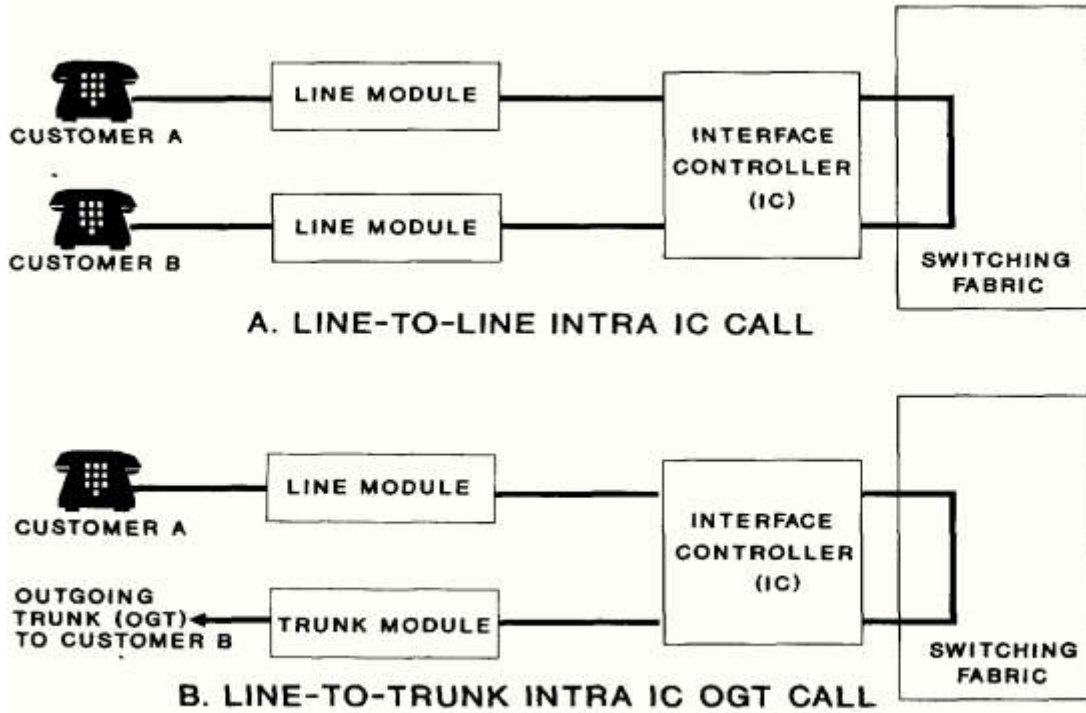 LINE MODULE
CUSTOMER A
INTERFACE
CONTROLLER
(IC)
LINE MODULE
CUSTOMER B
SWITCHING
FABRIC
A. LINE-TO-LINE INTRA IC CALL
LINE MODULE
CUSTOMER A
INTERFACE
CONTROLLER
(IC)
OUTGOING
TRUNK (OGT)
TO CUSTOMER B
TRUNK MODULE
SWITCHING
FABRIC
B. LINE-TO-TRUNK INTRA IC OGT CALL